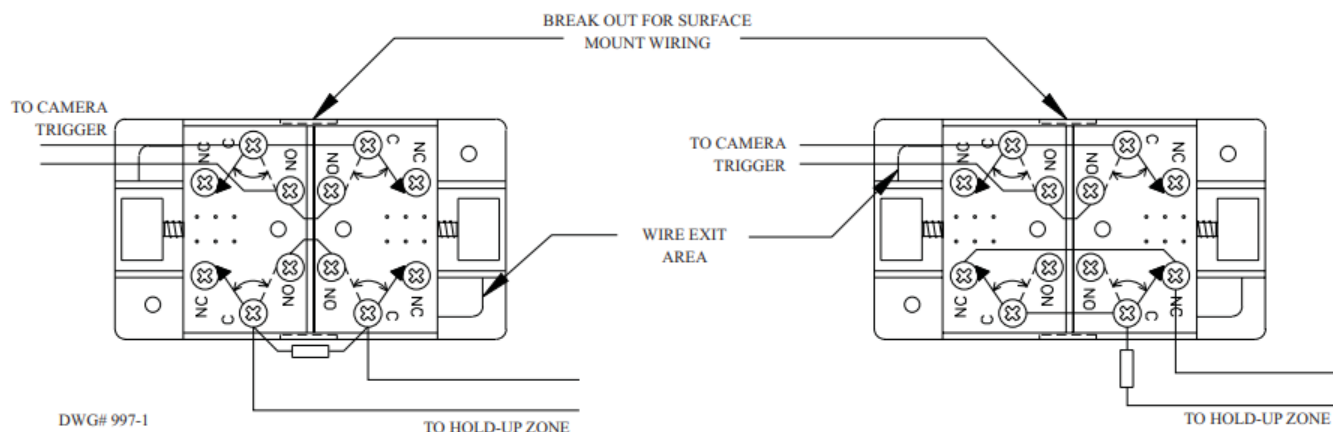 BREAK OUT FOR SURFACE
MOUNT WIRING
TO CAMERA
TRIGGER
TO CAMERA
TRIGGER
NC
C
NO
NO
C
NC
NC
C
NO
NO
C
NC
WIRE EXIT
AREA
NC
C
NO
NO
C
NC
NC
C
NO
NO
C
NC
DWG# 997-1
TO HOLD-UP ZONE
TO HOLD-UP ZONE